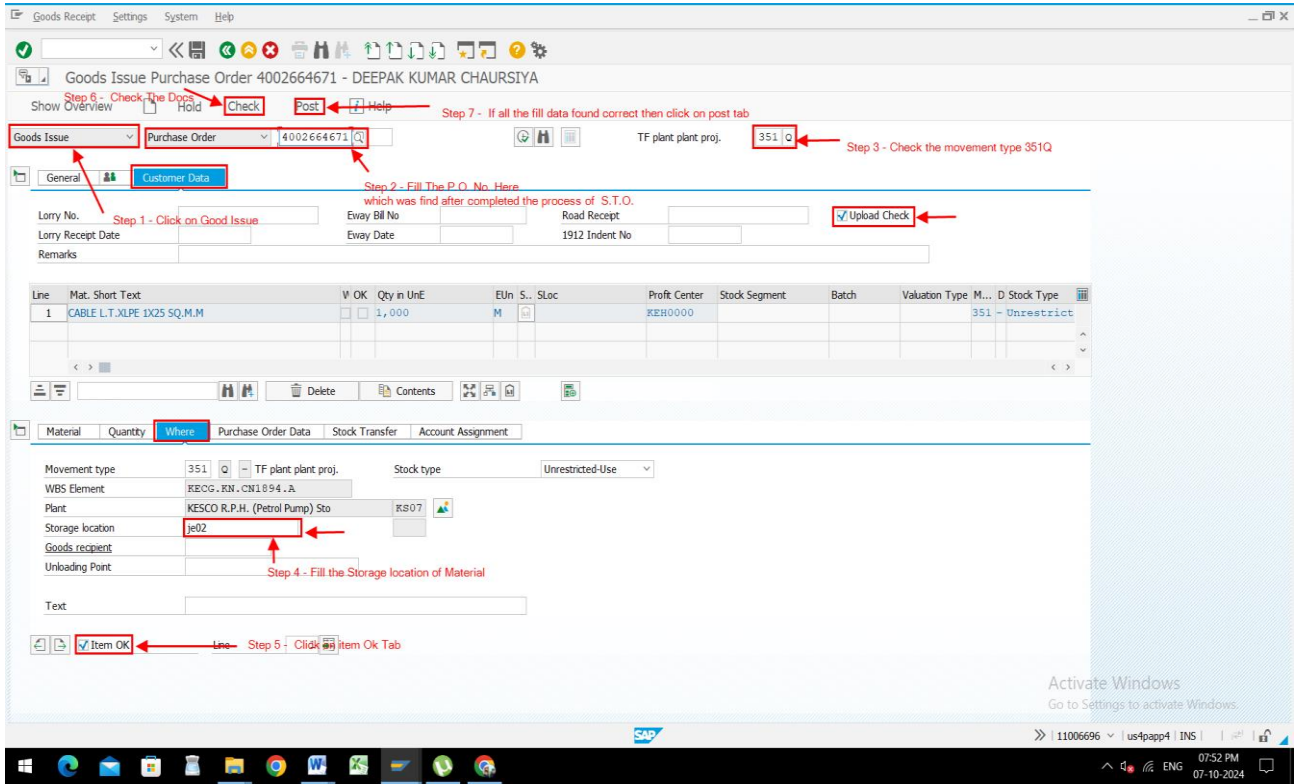 Goods Receipt Settings System Help
Goods Issue Purchase Order 4002664671 - DEEPAK KUMAR CHAURSIYA
Step 6 - Check The Docs
Show Overview Hold Check Post Help
Step 7 - If all the fill data found correct then click on post tab
Goods Issue Purchase Order 4002664671 TF plant plant proj. 351 Q
Step 3 - Check the movement type 351Q
General Customer Data
Step 2 - Fill The P.O. No. Here
which was find after completed the process of S.T.O.
Lorry No. Eway Bill No Road Receipt Upload Check
Step 1 - Click on Good Issue
Lorry Receipt Date Eway Date 1912 Indent No
Remarks
Line Mat. Short Text W OK Qty in UnE EUn S.. SLoc Profit Center Stock Segment Batch Valuation Type M... D Stock Type
1 CABLE L.T.XLPE 1X25 SQ.M.M 1,000 M KEH0000 351 - Unrestrict
Delete Contents
Material Quantity Where Purchase Order Data Stock Transfer Account Assignment
Movement type 351 Q - TF plant plant proj. Stock type Unrestricted-Use
WBS Element KECG.KN.CN1894.A
Plant KESCO R.P.H. (Petrol Pump) Sto KS07
Storage location je02
Goods recipient
Unloading Point
Step 4 - Fill the Storage location of Material
Text
Item OK Line Step 5 - Click on item Ok Tab
Activate Windows
Go to Settings to activate Windows.
SAP 11006696 us4papp4 INS
07:52 PM
ENG
07-10-2024